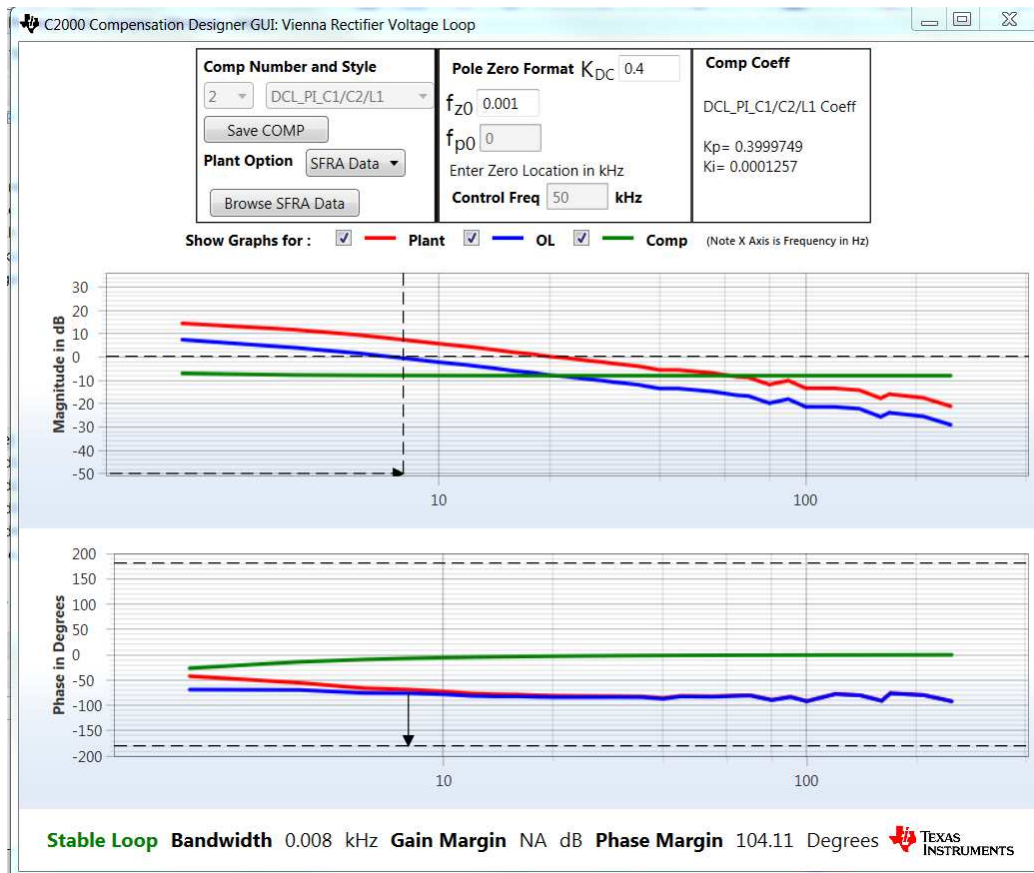 C2000 Compensation Designer GUI: Vienna Rectifier Voltage Loop
Comp Number and Style
2 DCL_PI_C1/C2/L1
Save COMP
Plant Option SFRA Data
Browse SFRA Data
Pole Zero Format KDC 0.4
fz0 0.001
fp0 0
Enter Zero Location in kHz
Control Freq 50 kHz
Comp Coeff
DCL_PI_C1/C2/L1 Coeff
Kp= 0.3999749
Ki= 0.0001257
Show Graphs for : Plant OL Comp (Note X Axis is Frequency in Hz)
Magnitude in dB
30
20
10
0
-10
-20
-30
-40
-50
10 100
Phase in Degrees
200
150
100
50
0
-50
-100
-150
-200
10 100
Stable Loop Bandwidth 0.008 kHz Gain Margin NA dB Phase Margin 104.11 Degrees
TEXAS
INSTRUMENTS